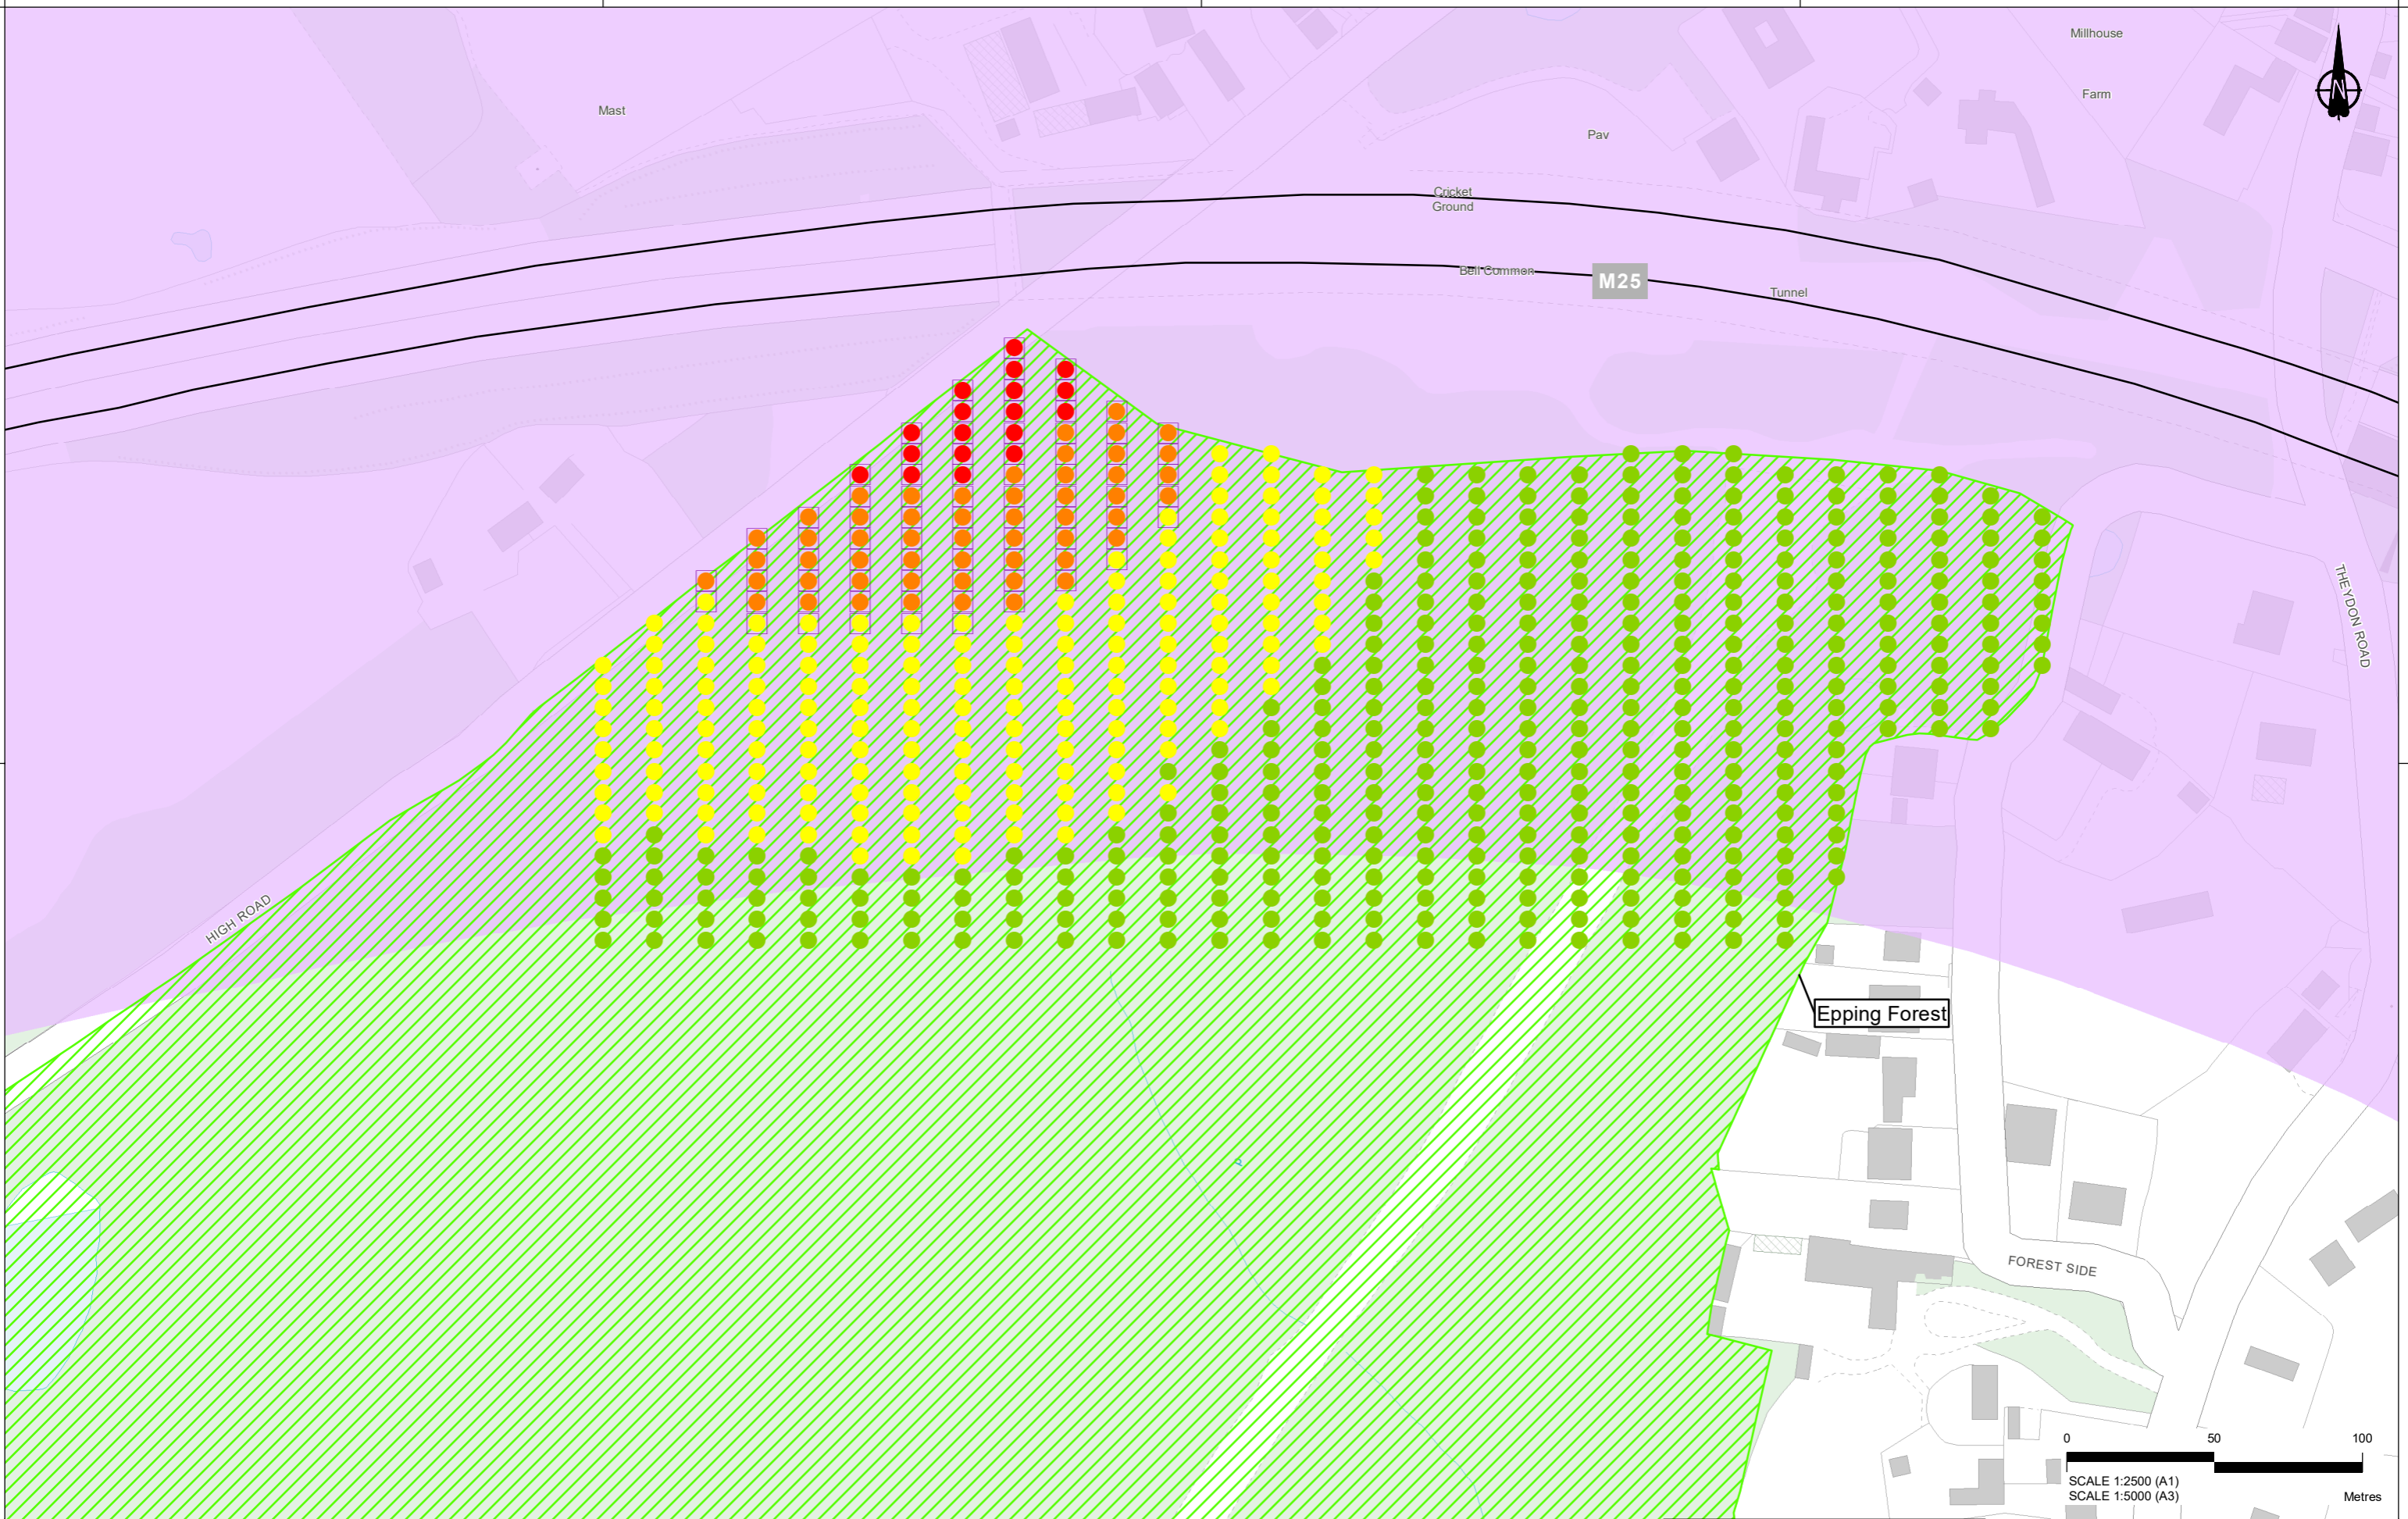 Millhouse
Farm
Mast
Pav
N
Cricket
Ground
Bell Common
M25
Tunnel
THEYDON ROAD
HIGH ROAD
Epping Forest
FOREST SIDE
0 50 100
SCALE 1:2500 (A1)
SCALE 1:5000 (A3)
Metres